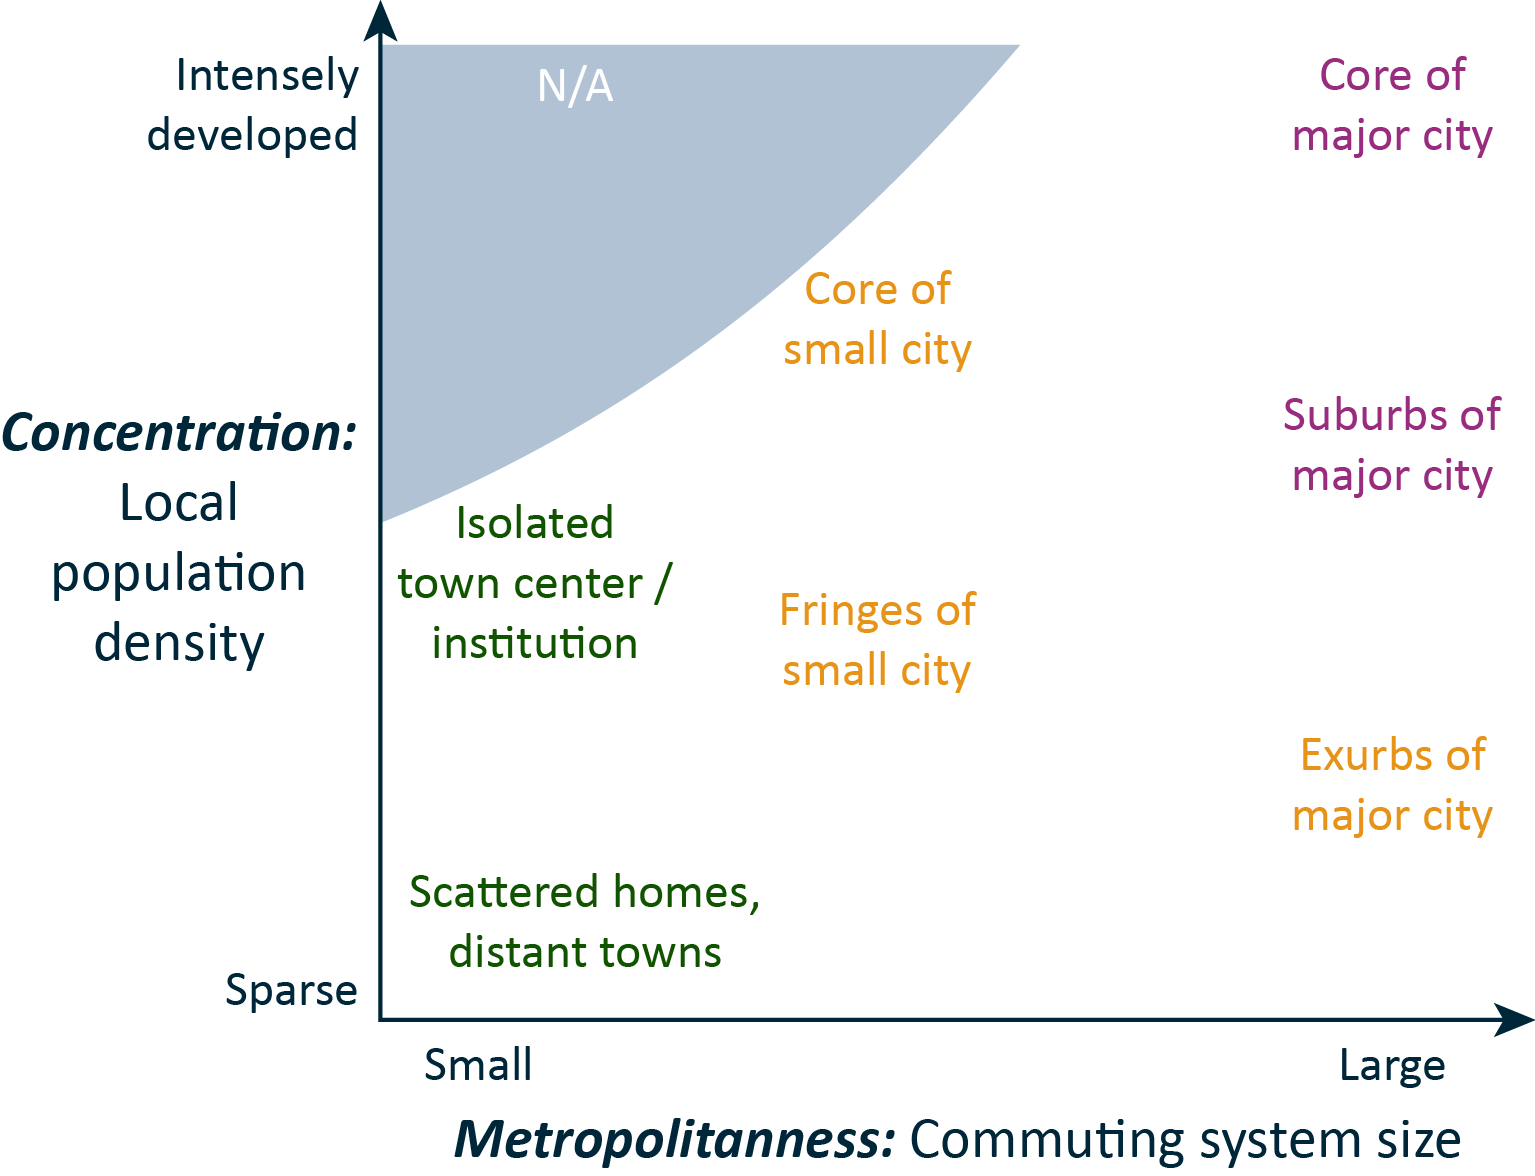 Intensely
developed
N/A
Core of
major city
Core of
small city
Concentration:
Local
population
density
Suburbs of
major city
Isolated
town center /
institution
Fringes of
small city
Exurbs of
major city
Scattered homes,
distant towns
Sparse
Small
Large
Metropolitanness: Commuting system size